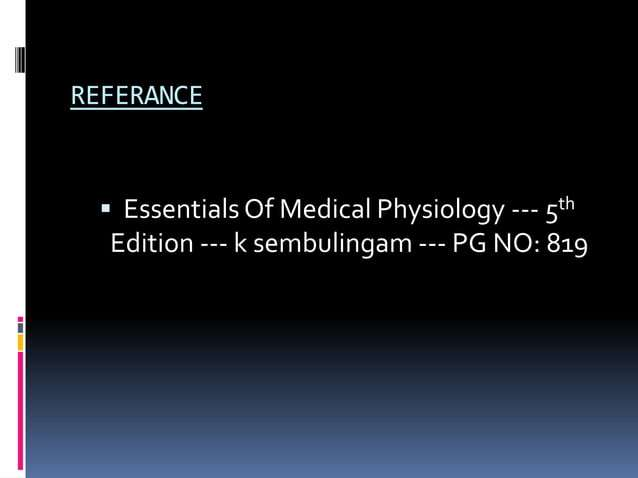 REFERANCE
▪ Essentials Of Medical Physiology --- 5th
Edition --- k sembulingam --- PG NO: 819